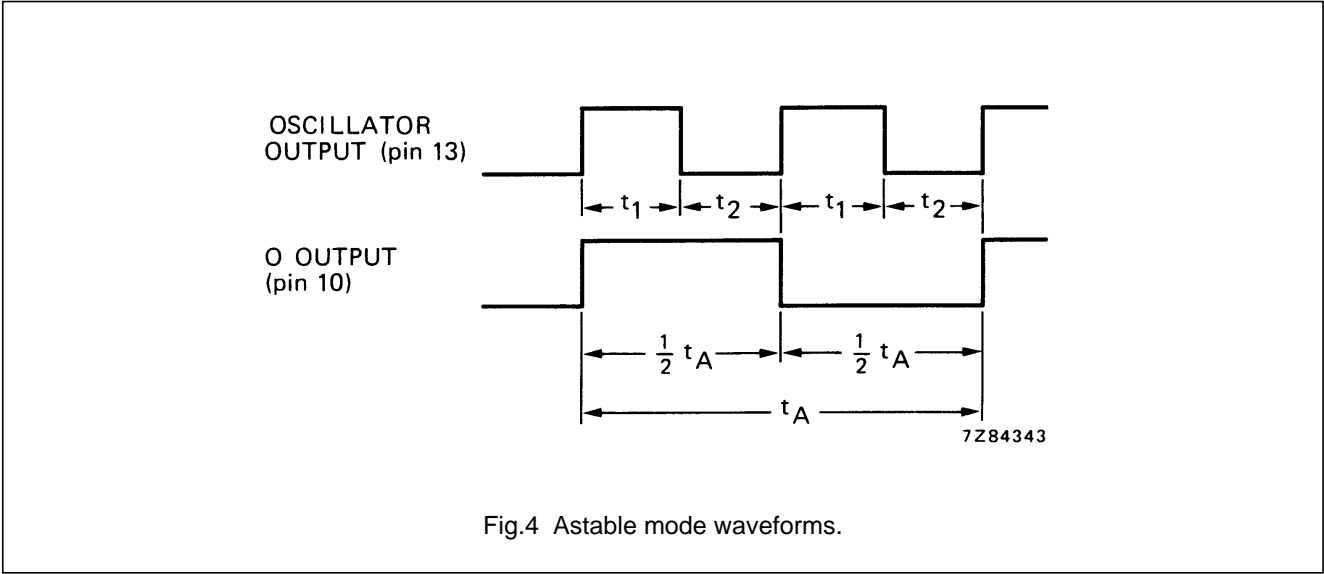 OSCILLATOR
OUTPUT (pin 13)
t1 t2 t1 t2
O OUTPUT
(pin 10)
1/2 tA 1/2 tA
tA
7Z84343
Fig.4 Astable mode waveforms.